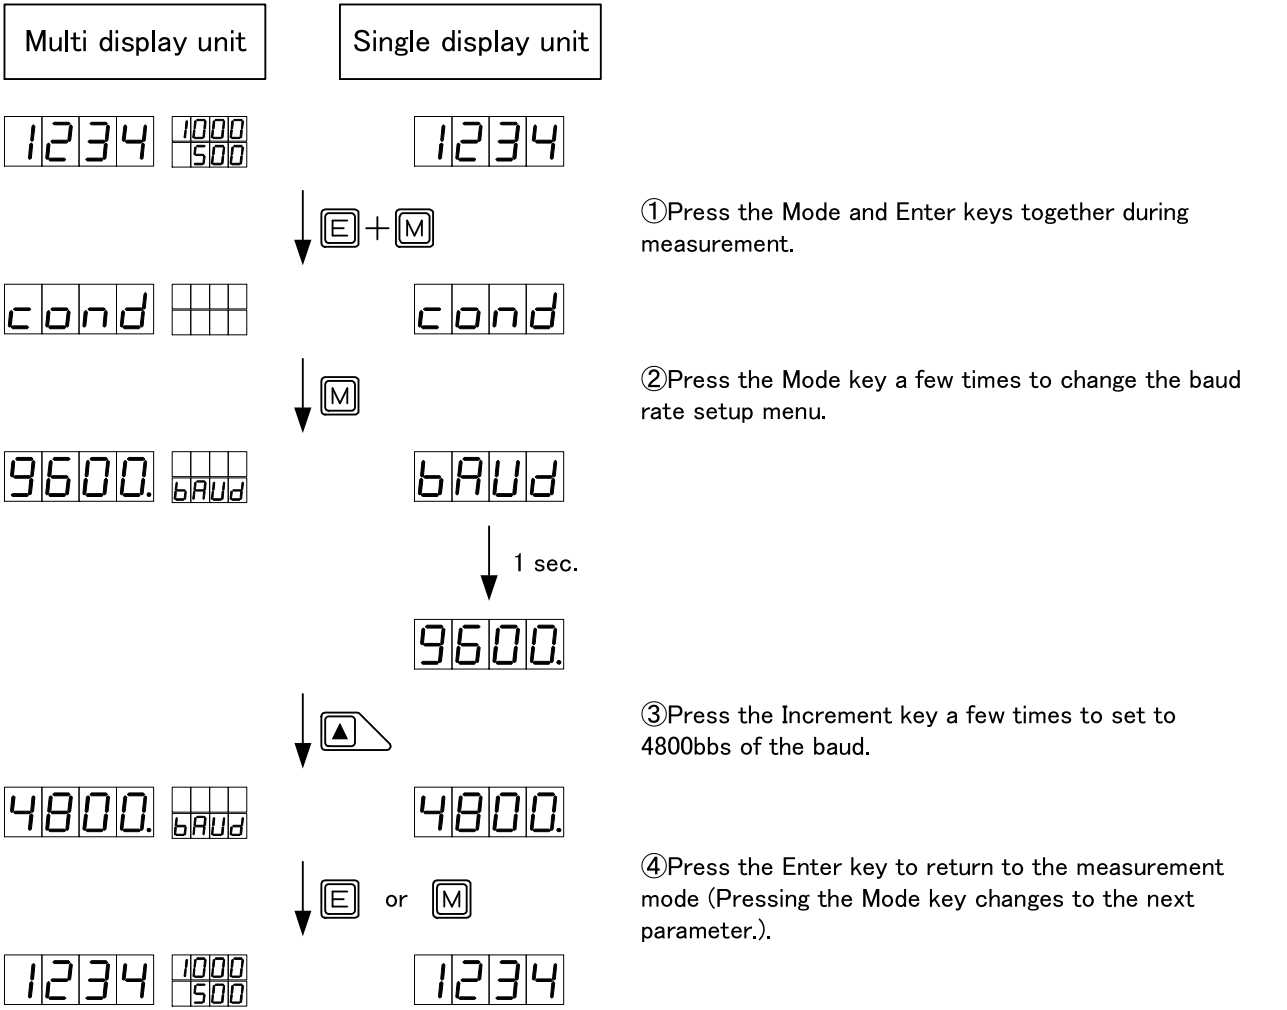 Multi display unit
Single display unit
1234 1000
500
1234
E + M
①Press the Mode and Enter keys together during
measurement.
cond
cond
M
②Press the Mode key a few times to change the baud
rate setup menu.
9600. bAUd
bAUd
1 sec.
9600.
▲
③Press the Increment key a few times to set to
4800bbs of the baud.
4800. bAUd
4800.
E or M
④Press the Enter key to return to the measurement
mode (Pressing the Mode key changes to the next
parameter.).
1234 1000
500
1234